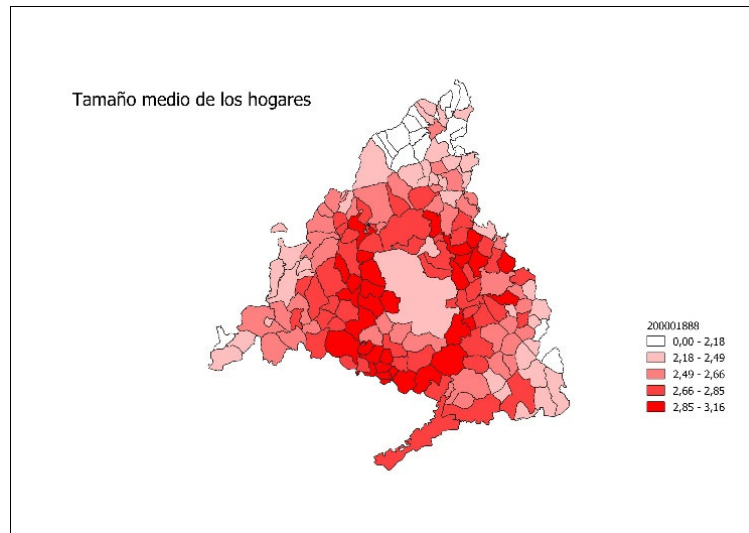 Tamaño medio de los hogares
200001888
0,00 - 2,18
2,18 - 2,49
2,49 - 2,66
2,66 - 2,85
2,85 - 3,16